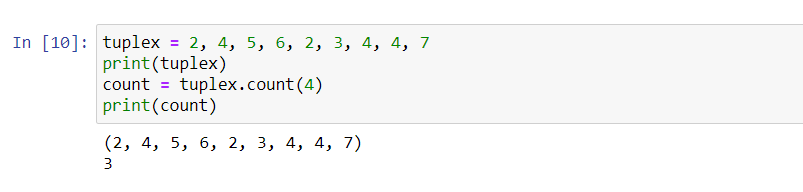 In [10]: tuplex = 2, 4, 5, 6, 2, 3, 4, 4, 7
print(tuplex)
count = tuplex.count(4)
print(count)
(2, 4, 5, 6, 2, 3, 4, 4, 7)
3